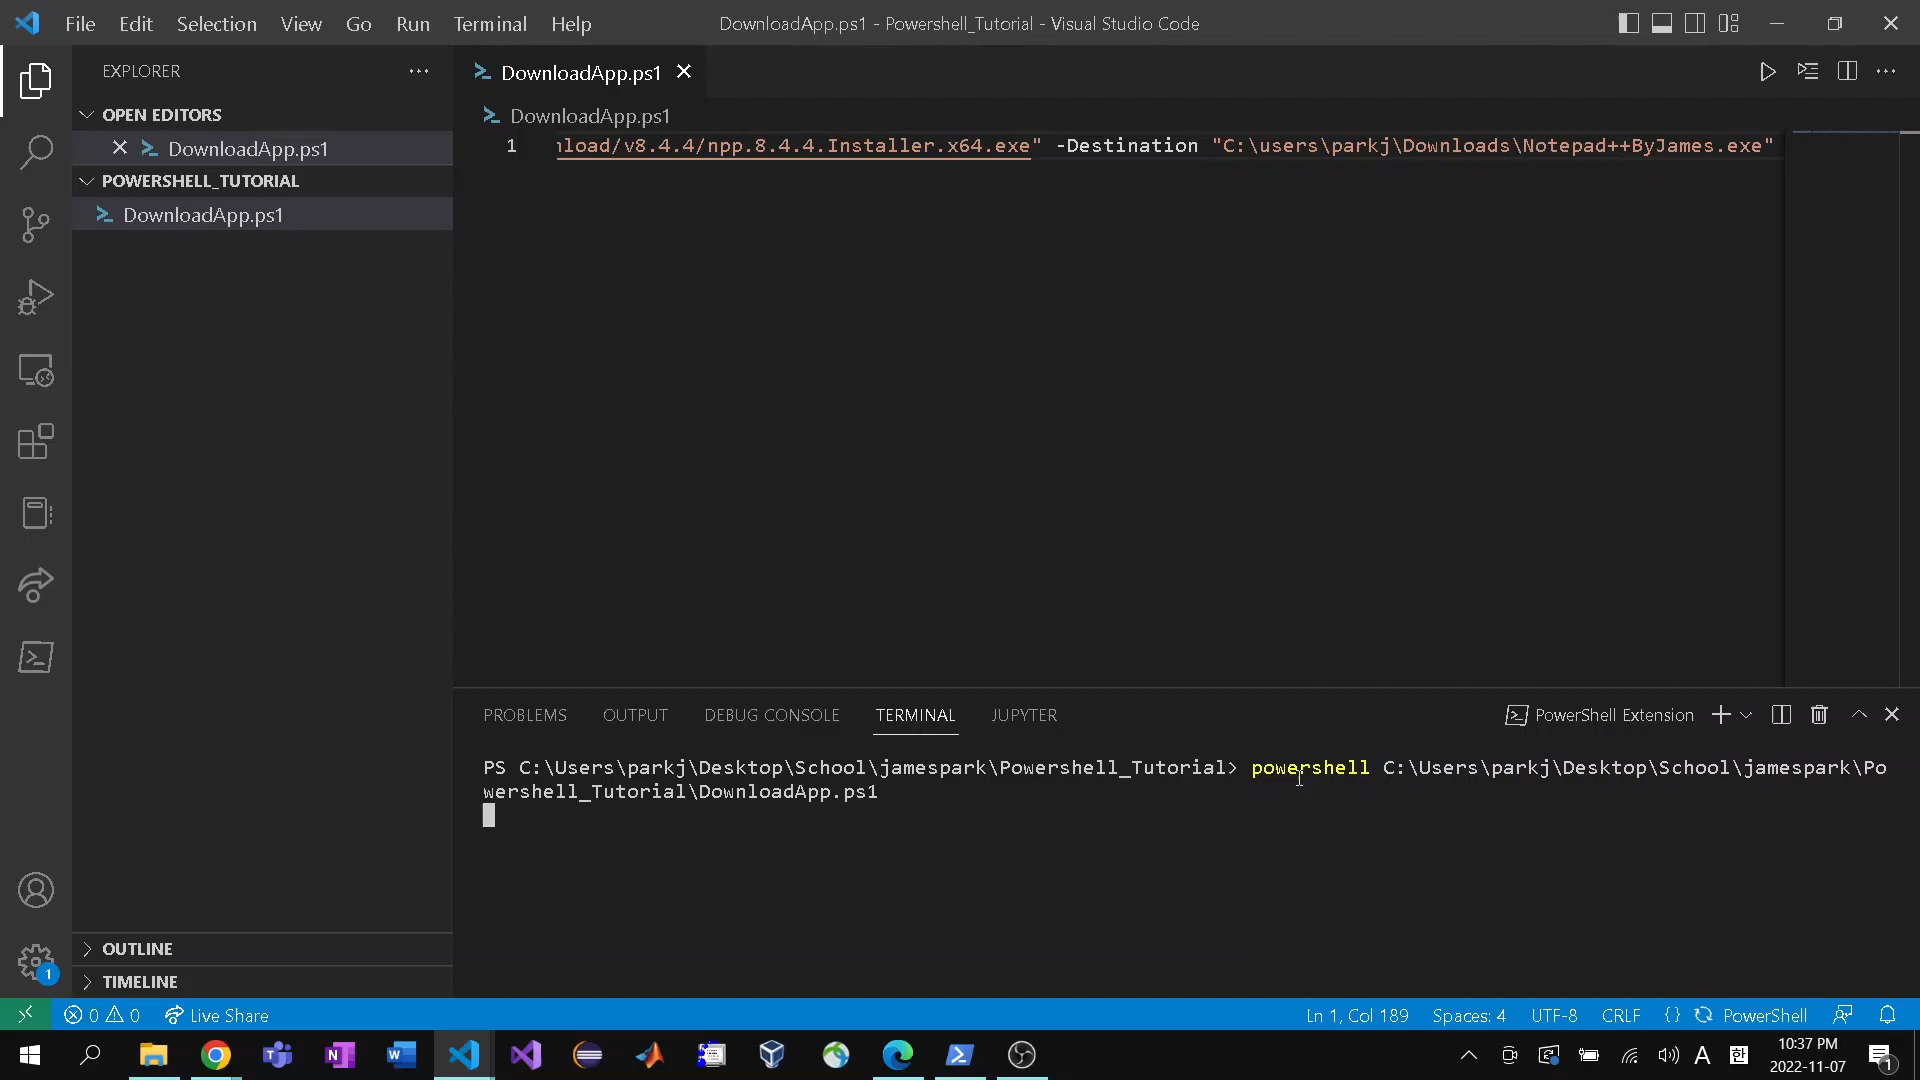 File Edit Selection View Go Run Terminal Help
DownloadApp.ps1 - Powershell_Tutorial - Visual Studio Code
EXPLORER
OPEN EDITORS
DownloadApp.ps1
POWERSHELL_TUTORIAL
DownloadApp.ps1
OUTLINE
TIMELINE
DownloadApp.ps1
DownloadApp.ps1
1 nload/v8.4.4/npp.8.4.4.Installer.x64.exe" -Destination "C:\users\parkj\Downloads\Notepad++ByJames.exe"
PROBLEMS OUTPUT DEBUG CONSOLE TERMINAL JUPYTER
PowerShell Extension
PS C:\Users\parkj\Desktop\School\jamespark\Powershell_Tutorial> powershell C:\Users\parkj\Desktop\School\jamespark\Po
wershell_Tutorial\DownloadApp.ps1
1
0 0 Live Share
Ln 1, Col 189 Spaces: 4 UTF-8 CRLF {} PowerShell
A 한
10:37 PM
2022-11-07
1